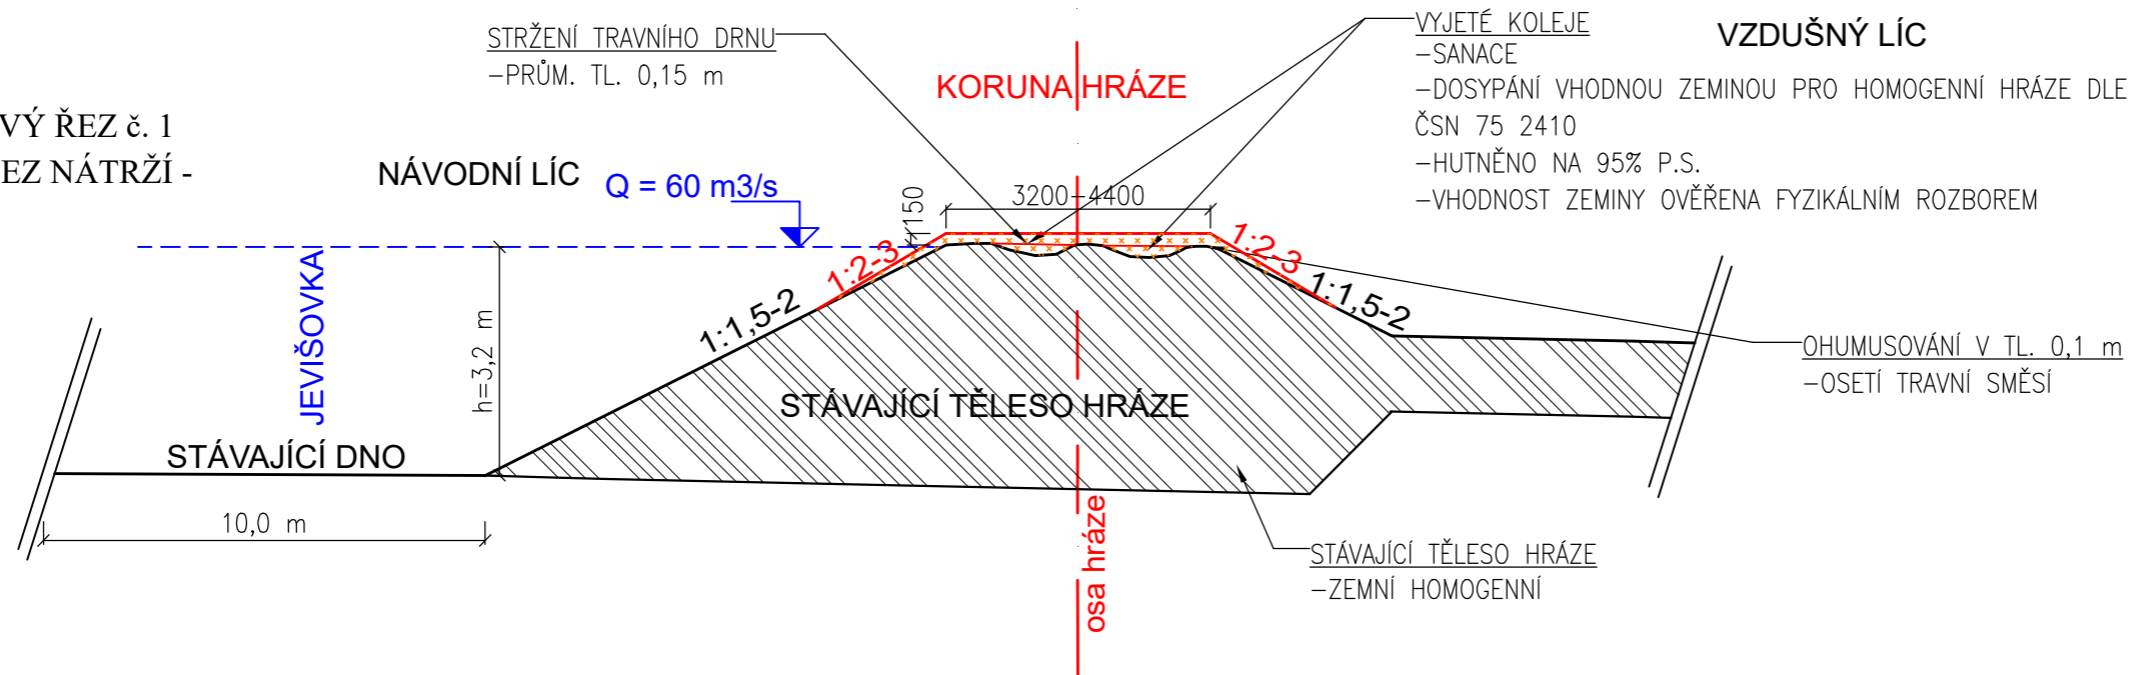 STRŽENÍ TRAVNÍHO DRNU
-PRŮM. TL. 0,15 m
KORUNA HRÁZE
VYJETÉ KOLEJE
-SANACE
-DOSYPÁNÍ VHODNOU ZEMINOU PRO HOMOGENNÍ HRÁZE DLE
ČSN 75 2410
-HUTNĚNO NA 95% P.S.
-VHODNOST ZEMINY OVĚŘENA FYZIKÁLNÍM ROZBOREM
VZDUŠNÝ LÍC
VÝ ŘEZ č. 1
EZ NÁTRŽÍ -
NÁVODNÍ LÍC
Q = 60 m3/s
150
3200-4400
1:2-3
1:2-3
1:1,5-2
1:1,5-2
JEVIŠOVKA
h=3,2 m
OHUMUSOVÁNÍ V TL. 0,1 m
-OSETÍ TRAVNÍ SMĚSÍ
STÁVAJÍCÍ TĚLESO HRÁZE
STÁVAJÍCÍ DNO
10,0 m
osa hráze
STÁVAJÍCÍ TĚLESO HRÁZE
-ZEMNÍ HOMOGENNÍ